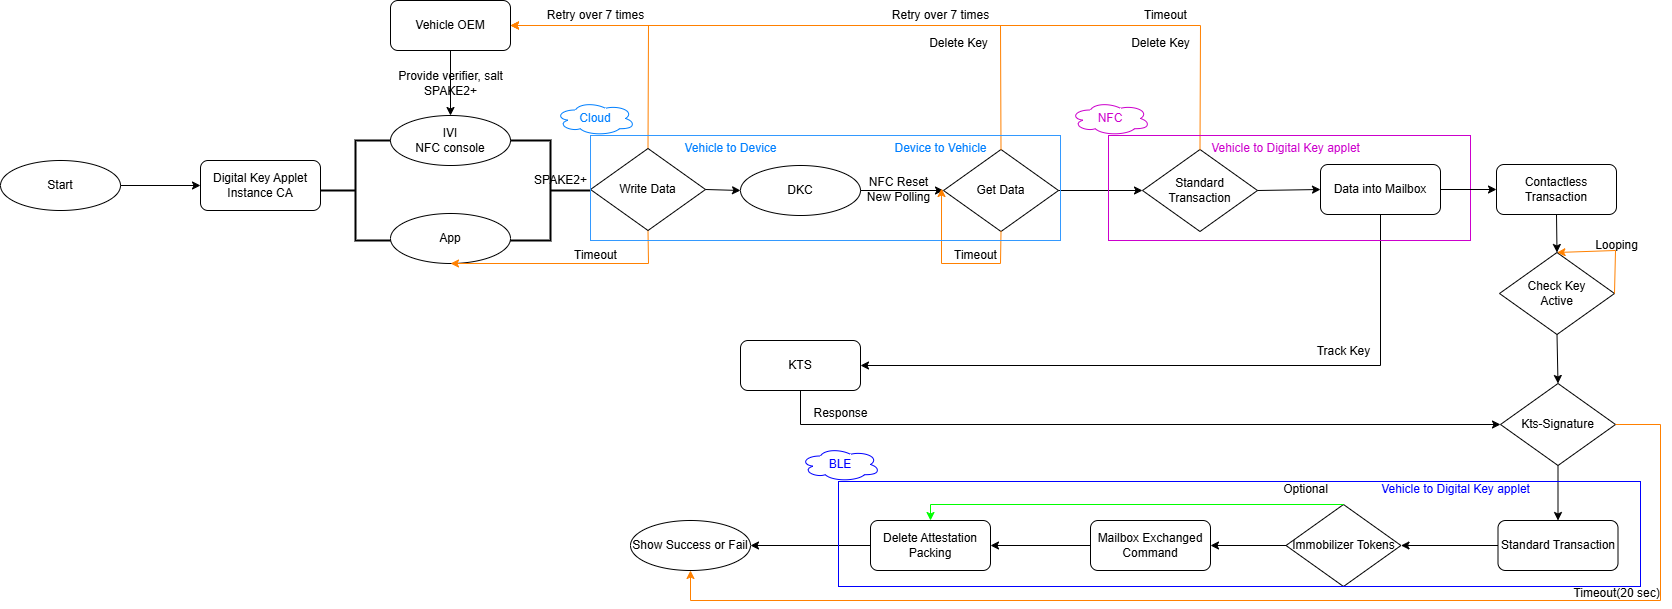 Vehicle OEM
Retry over 7 times
Retry over 7 times
Timeout
Delete Key
Delete Key
Provide verifier, salt
SPAKE2+
Cloud
NFC
IVI
NFC console
Vehicle to Device
Device to Vehicle
Vehicle to Digital Key applet
Start
Digital Key Applet
Instance CA
SPAKE2+
Write Data
DKC
NFC Reset
New Polling
Get Data
Standard
Transaction
Data into Mailbox
Contactless
Transaction
App
Timeout
Timeout
Looping
Check Key
Active
KTS
Track Key
Response
Kts-Signature
BLE
Optional
Vehicle to Digital Key applet
Show Success or Fail
Delete Attestation
Packing
Mailbox Exchanged
Command
Immobilizer Tokens
Standard Transaction
Timeout(20 sec)